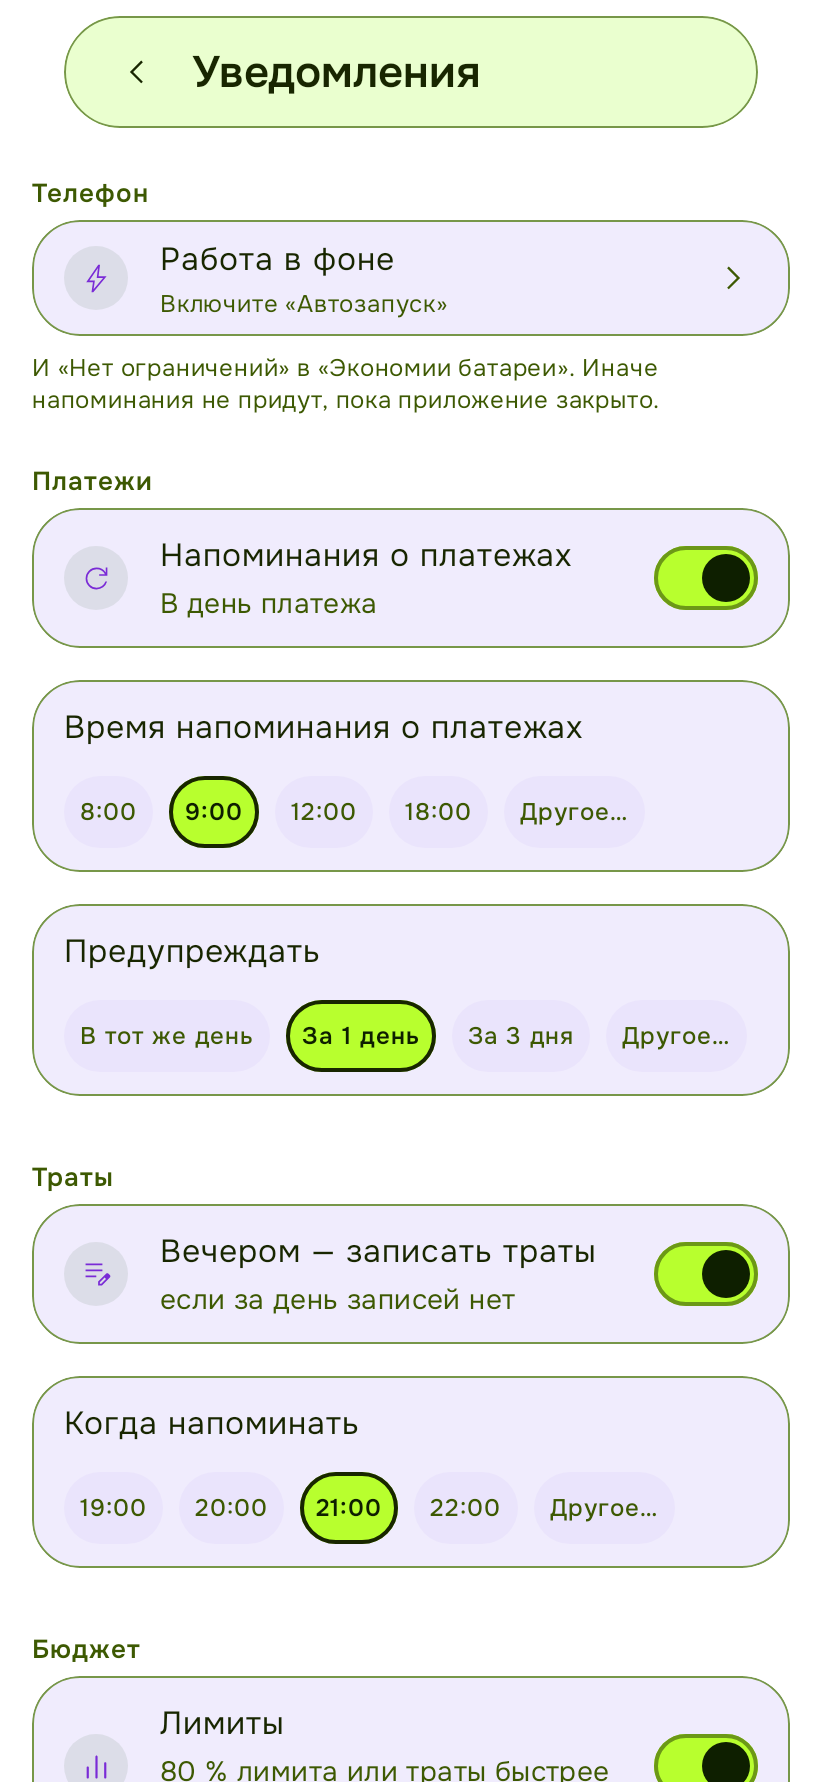 Уведомления
Телефон
Работа в фоне
Включите «Автозапуск»
И «Нет ограничений» в «Экономии батареи». Иначе
напоминания не придут, пока приложение закрыто.
Платежи
Напоминания о платежах
В день платежа
Время напоминания о платежах
8:00 9:00 12:00 18:00 Другое...
Предупреждать
В тот же день За 1 день За 3 дня Другое...
Траты
Вечером — записать траты
если за день записей нет
Когда напоминать
19:00 20:00 21:00 22:00 Другое...
Бюджет
Лимиты
80 % лимита или траты быстрее